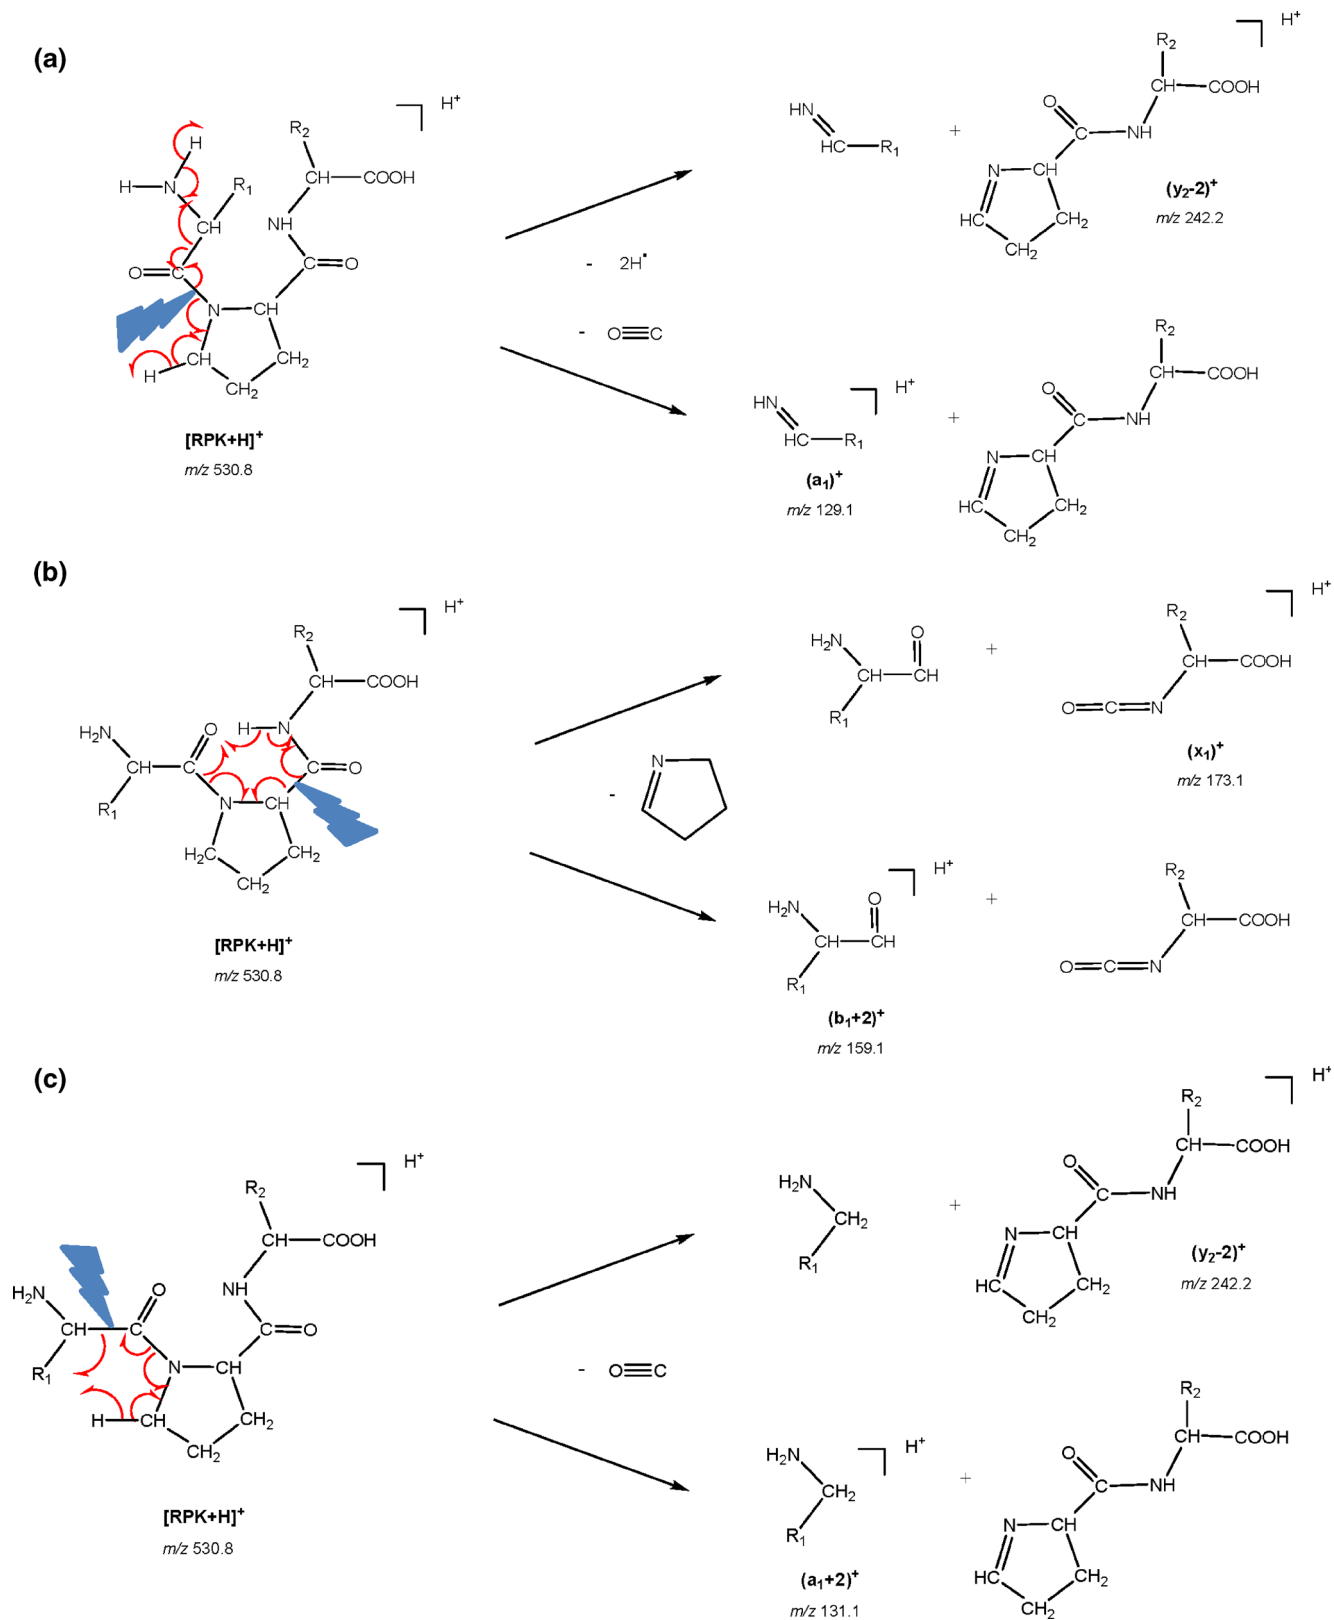 (a)
H⁺
R₂
H
H
N
R₁
CH
COOH
CH
NH
O
C
C
O
N
CH
H
CH
CH₂
CH₂
[RPK+H]⁺
m/z 530.8
- 2H•
- O≡C
HN
HC
R₁
+
H⁺
R₂
CH
COOH
O
C
NH
N
CH
HC
CH₂
CH₂
(y₂-2)⁺
m/z 242.2
HN
HC
R₁
H⁺
(a₁)⁺
m/z 129.1
+
R₂
CH
COOH
O
C
NH
N
CH
HC
CH₂
CH₂
(b)
H⁺
R₂
CH
COOH
H₂N
O
H
N
CH
C
C
O
R₁
N
CH
H₂C
CH₂
CH₂
[RPK+H]⁺
m/z 530.8
-
N
H₂N
O
CH
CH
R₁
+
H⁺
R₂
CH
COOH
O
C
N
(x₁)⁺
m/z 173.1
H₂N
O
CH
CH
R₁
H⁺
(b₁+2)⁺
m/z 159.1
+
R₂
CH
COOH
O
C
N
(c)
H⁺
R₂
CH
COOH
H₂N
O
NH
CH
C
C
O
R₁
N
CH
H
CH
CH₂
CH₂
[RPK+H]⁺
m/z 530.8
- O≡C
H₂N
CH₂
R₁
+
H⁺
R₂
CH
COOH
O
C
NH
N
CH
HC
CH₂
CH₂
(y₂-2)⁺
m/z 242.2
H₂N
CH₂
R₁
H⁺
(a₁+2)⁺
m/z 131.1
+
R₂
CH
COOH
O
C
NH
N
CH
HC
CH₂
CH₂